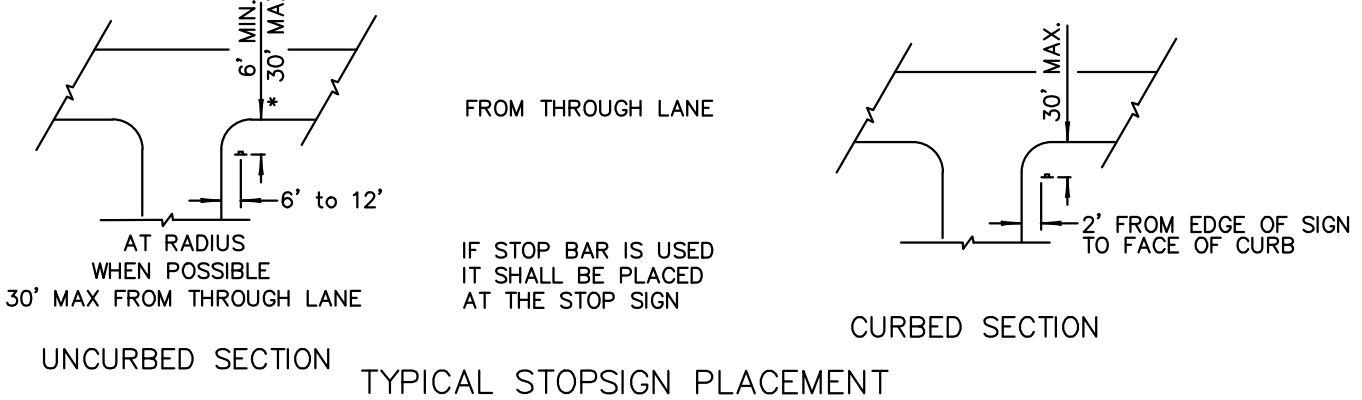 6' MIN.
30' MA
*
6' to 12'
AT RADIUS
WHEN POSSIBLE
30' MAX FROM THROUGH LANE
UNCURBED SECTION
FROM THROUGH LANE
IF STOP BAR IS USED
IT SHALL BE PLACED
AT THE STOP SIGN
30' MAX.
2' FROM EDGE OF SIGN
TO FACE OF CURB
CURBED SECTION
TYPICAL STOPSIGN PLACEMENT